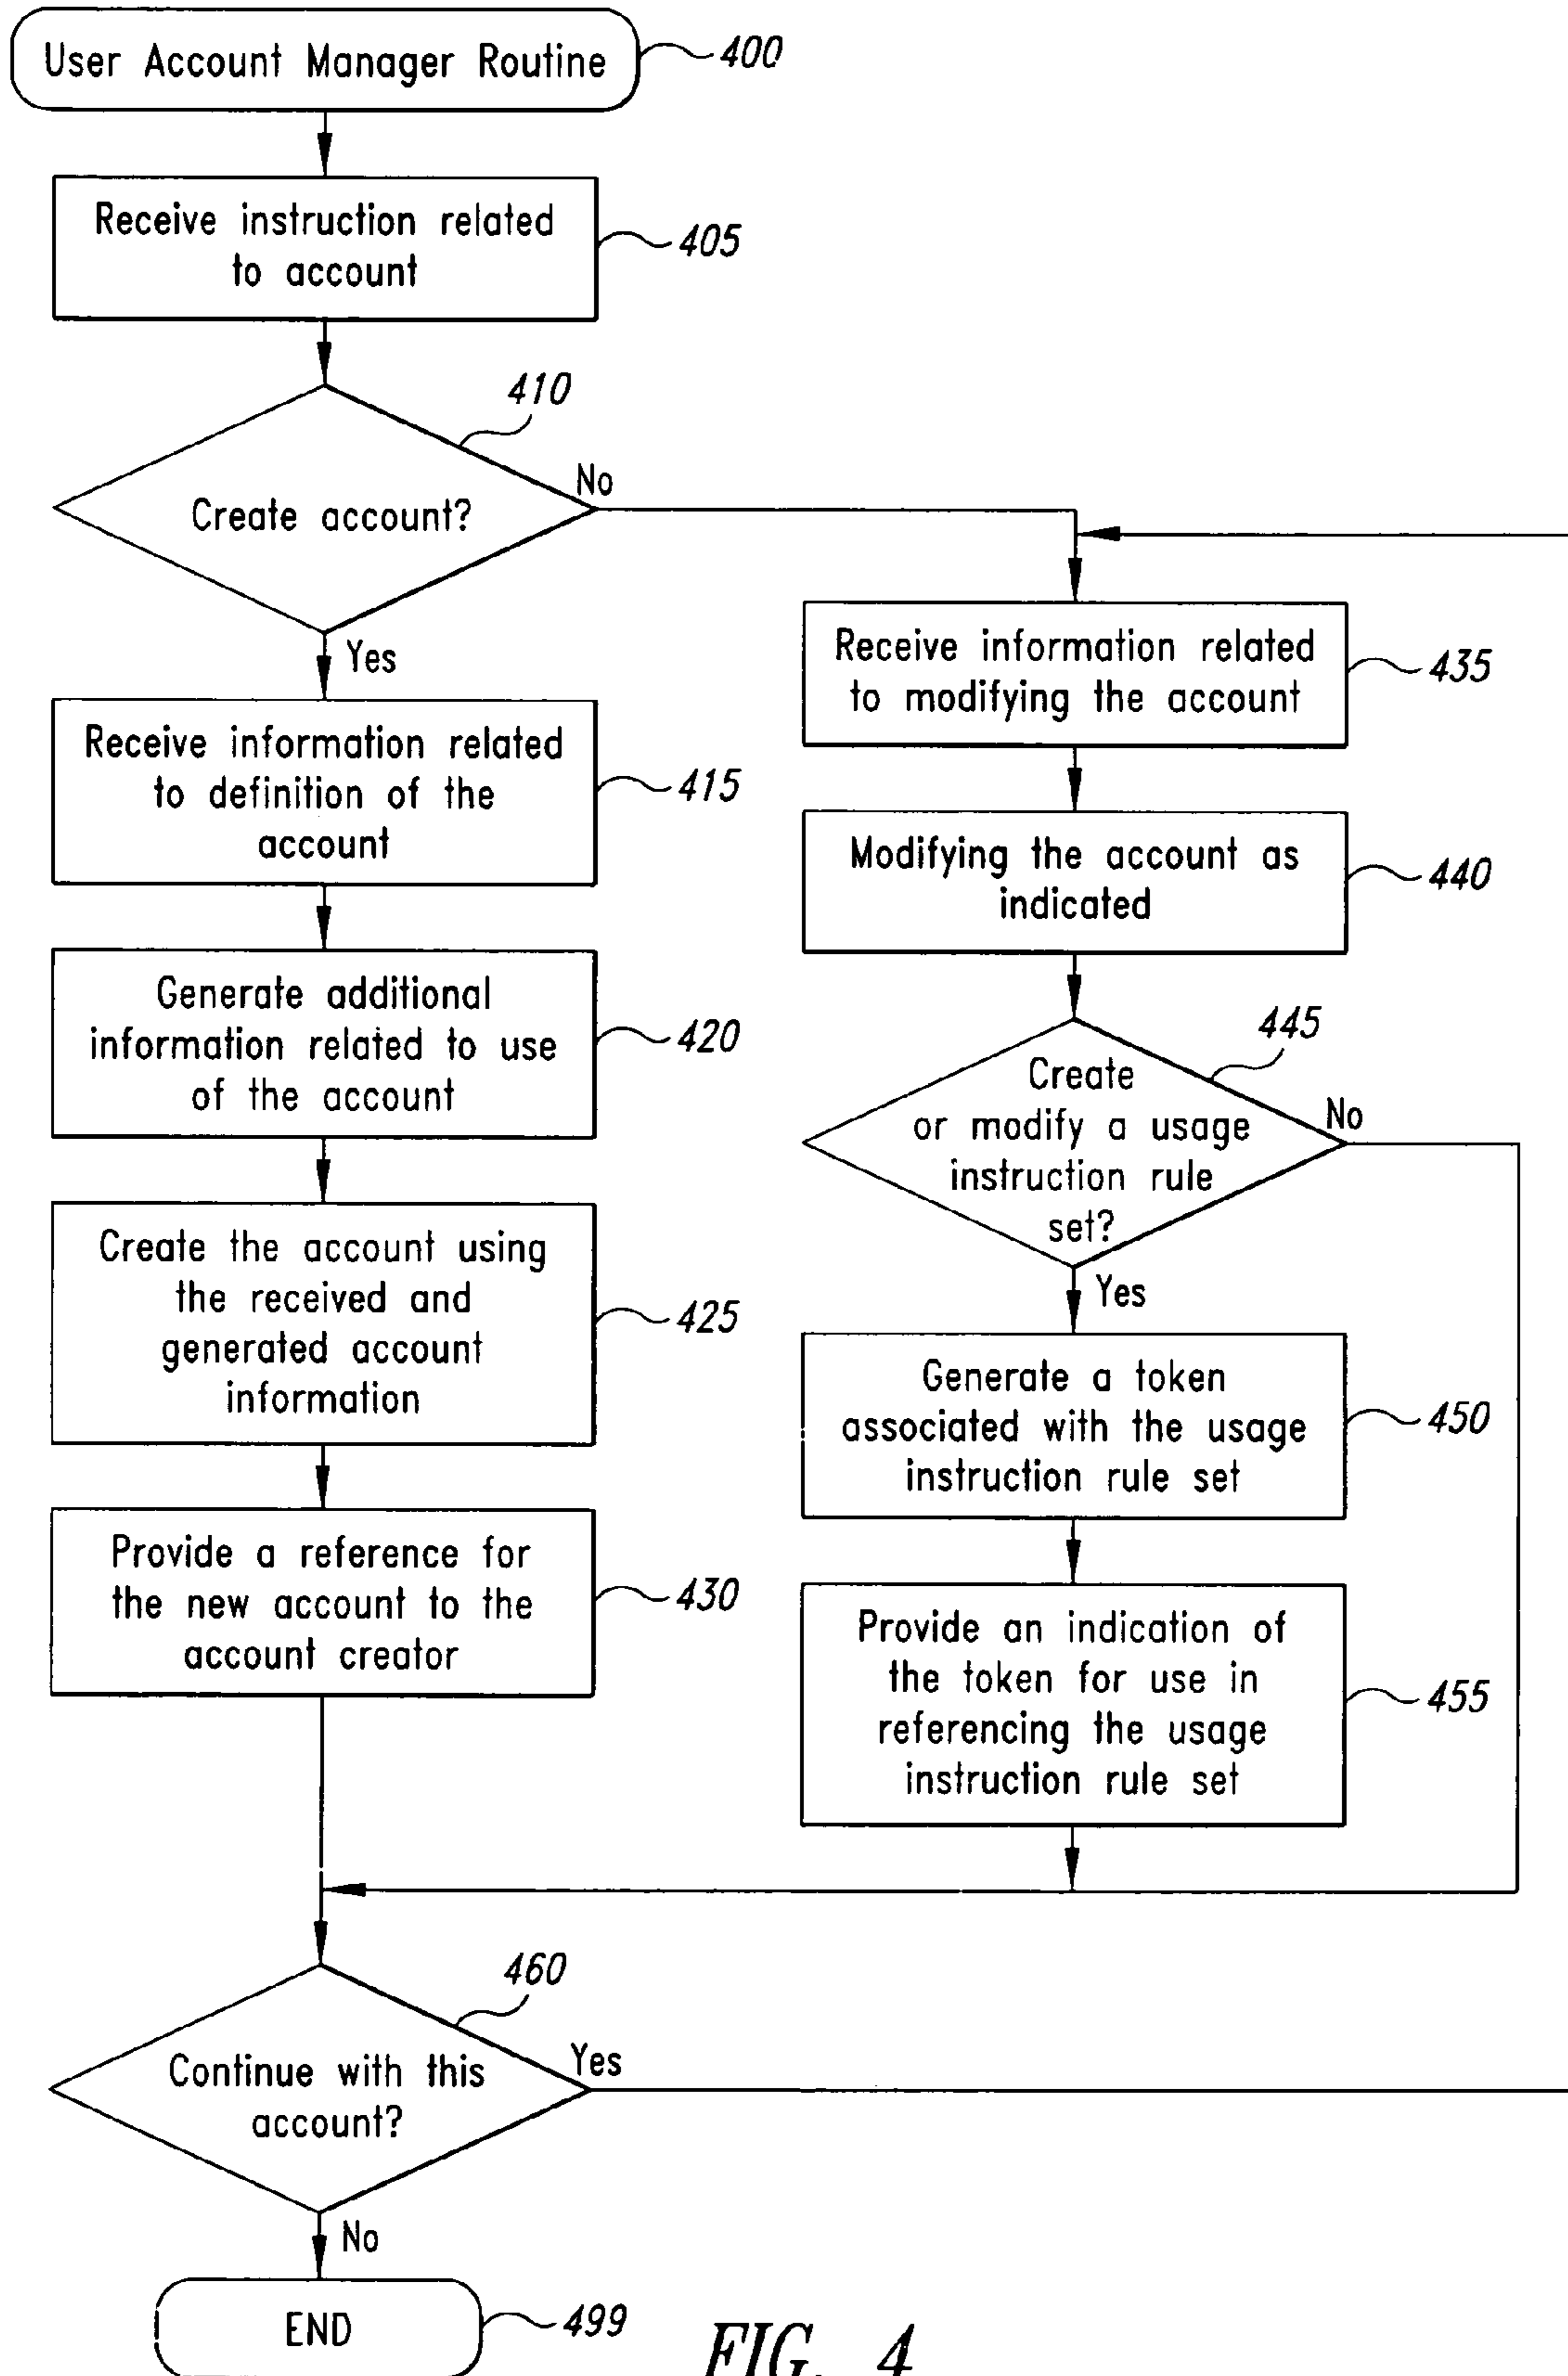 User Account Manager Routine
400
Receive instruction related
to account
405
410
Create account?
No
Yes
Receive information related
to definition of the
account
415
Generate additional
information related to use
of the account
420
Create the account using
the received and
generated account
information
425
Provide a reference for
the new account to the
account creator
430
Receive information related
to modifying the account
435
Modifying the account as
indicated
440
445
Create
or modify a usage
instruction rule
set?
No
Yes
Generate a token
associated with the usage
instruction rule set
450
Provide an indication of
the token for use in
referencing the usage
instruction rule set
455
460
Continue with this
account?
Yes
No
END
499
FIG. 4